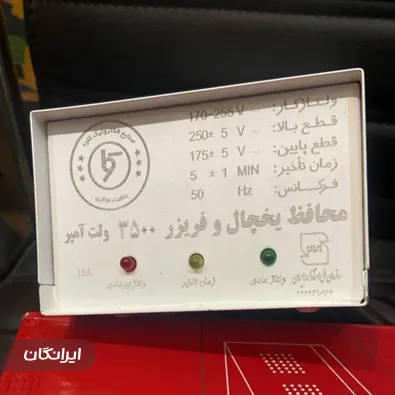 ولتاژ کار: 170-255 V ~
قطع بالا: 250± 5 V ~
قطع پایین: 175± 5 V ~
زمان تأخیر: 5 ± 1 MIN
فرکانس: 50 Hz
محافظ یخچال و فریزر ۳۵۰۰ ولت آمپر
15A
ولتاژ غیرعادی
زمان تاخیر
ولتاژ عادی
ایرانگان